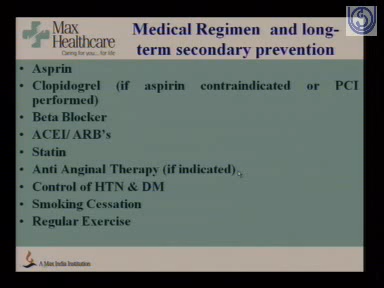 Max
Healthcare
Caring for you... for life
Medical Regimen and long-
term secondary prevention
• Asprin
• Clopidogrel (if aspirin contraindicated or PCI
performed)
• Beta Blocker
• ACEI/ ARB's
• Statin
• Anti Anginal Therapy (if indicated)
• Control of HTN & DM
• Smoking Cessation
• Regular Exercise
A Max India Institution